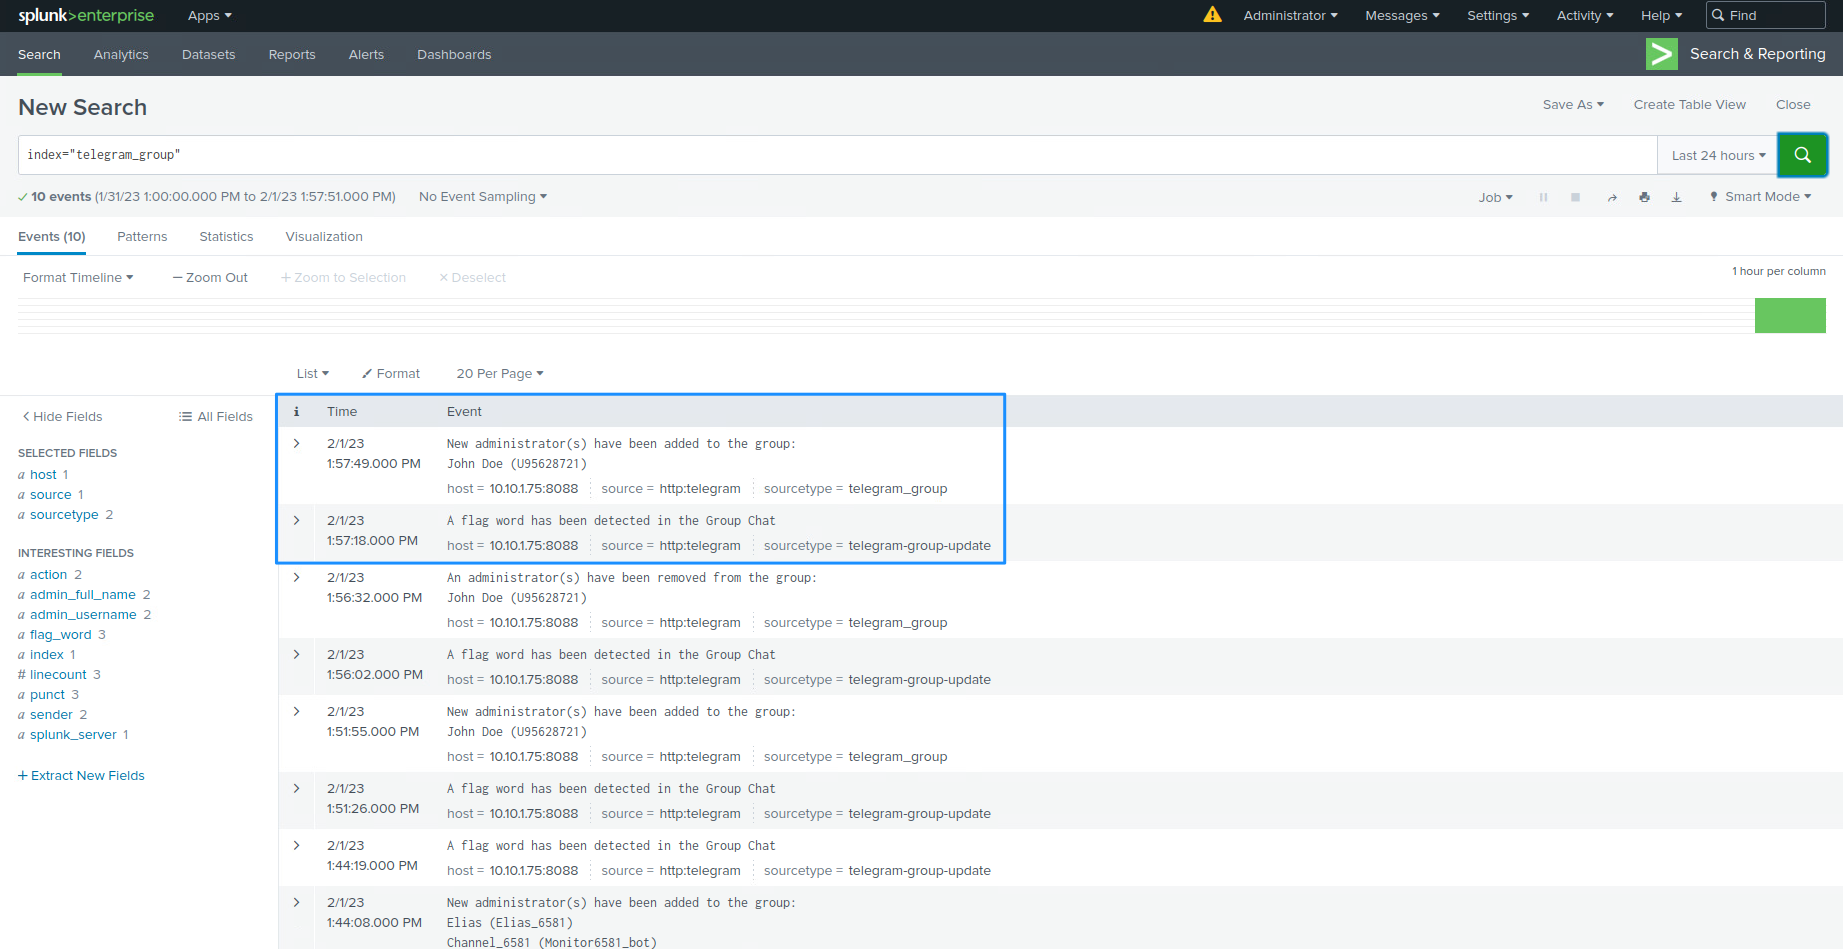 splunk>enterprise Apps Administrator Messages Settings Activity Help Find
Search Analytics Datasets Reports Alerts Dashboards Search & Reporting
New Search Save As Create Table View Close
index="telegram_group" Last 24 hours
10 events (1/31/23 1:00:00.000 PM to 2/1/23 1:57:51.000 PM) No Event Sampling Job Smart Mode
Events (10) Patterns Statistics Visualization
Format Timeline — Zoom Out + Zoom to Selection × Deselect 1 hour per column
List Format 20 Per Page
< Hide Fields All Fields
SELECTED FIELDS
a host 1
a source 1
a sourcetype 2
INTERESTING FIELDS
a action 2
a admin_full_name 2
a admin_username 2
a flag_word 3
a index 1
# linecount 3
a punct 3
a sender 2
a splunk_server 1
+ Extract New Fields
i Time Event
2/1/23 New administrator(s) have been added to the group:
1:57:49.000 PM John Doe (U95628721)
host = 10.10.1.75:8088 source = http:telegram sourcetype = telegram_group
2/1/23 A flag word has been detected in the Group Chat
1:57:18.000 PM host = 10.10.1.75:8088 source = http:telegram sourcetype = telegram-group-update
2/1/23 An administrator(s) have been removed from the group:
1:56:32.000 PM John Doe (U95628721)
host = 10.10.1.75:8088 source = http:telegram sourcetype = telegram_group
2/1/23 A flag word has been detected in the Group Chat
1:56:02.000 PM host = 10.10.1.75:8088 source = http:telegram sourcetype = telegram-group-update
2/1/23 New administrator(s) have been added to the group:
1:51:55.000 PM John Doe (U95628721)
host = 10.10.1.75:8088 source = http:telegram sourcetype = telegram_group
2/1/23 A flag word has been detected in the Group Chat
1:51:26.000 PM host = 10.10.1.75:8088 source = http:telegram sourcetype = telegram-group-update
2/1/23 A flag word has been detected in the Group Chat
1:44:19.000 PM host = 10.10.1.75:8088 source = http:telegram sourcetype = telegram-group-update
2/1/23 New administrator(s) have been added to the group:
1:44:08.000 PM Elias (Elias_6581)
Channel_6581 (Monitor6581_bot)